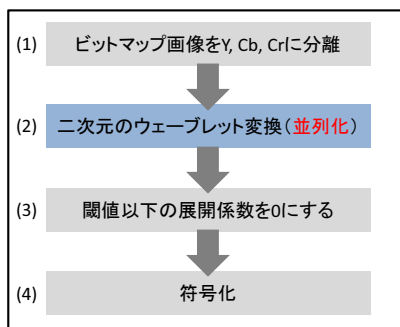 (1) ビットマップ画像をY, Cb, Crに分離
(2) 二次元のウェーブレット変換(並列化)
(3) 閾値以下の展開係数を0にする
(4) 符号化